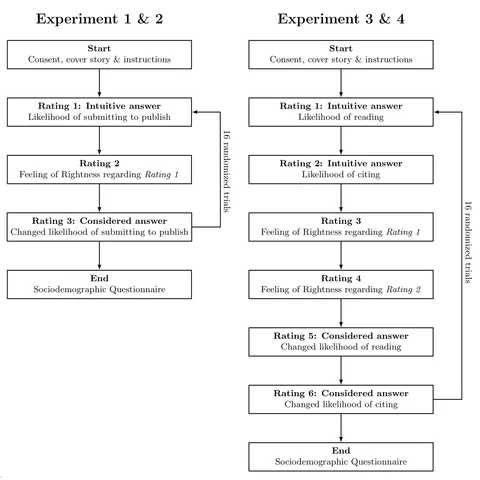 Experiment 1 & 2
Start
Consent, cover story & instructions
Rating 1: Intuitive answer
Likelihood of submitting to publish
Rating 2
Feeling of Rightness regarding Rating 1
Rating 3: Considered answer
Changed likelihood of submitting to publish
End
Sociodemographic Questionnaire
16 randomized trials
Experiment 3 & 4
Start
Consent, cover story & instructions
Rating 1: Intuitive answer
Likelihood of reading
Rating 2: Intuitive answer
Likelihood of citing
Rating 3
Feeling of Rightness regarding Rating 1
Rating 4
Feeling of Rightness regarding Rating 2
Rating 5: Considered answer
Changed likelihood of reading
Rating 6: Considered answer
Changed likelihood of citing
End
Sociodemographic Questionnaire
16 randomized trials